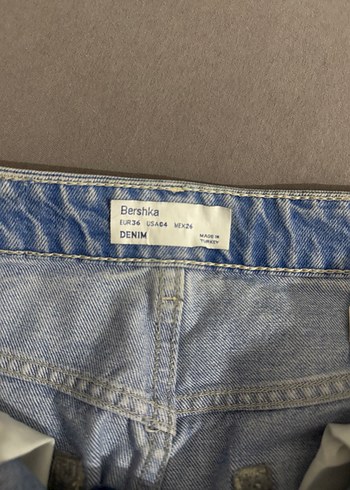 Bershka
EUR36 USA04 MEX26
DENIM
MADE IN
TURKEY